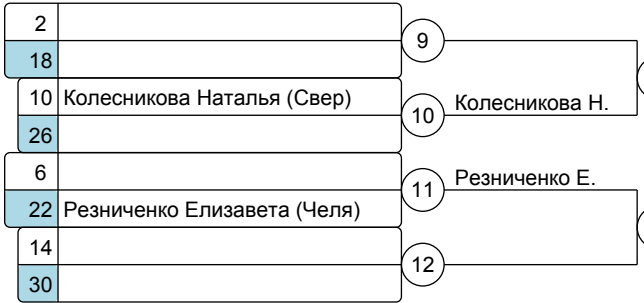 2
9
18
10 Колесникова Наталья (Свер)
10 Колесникова Н.
26
6
11 Резниченко Е.
22 Резниченко Елизавета (Челя)
14
12
30